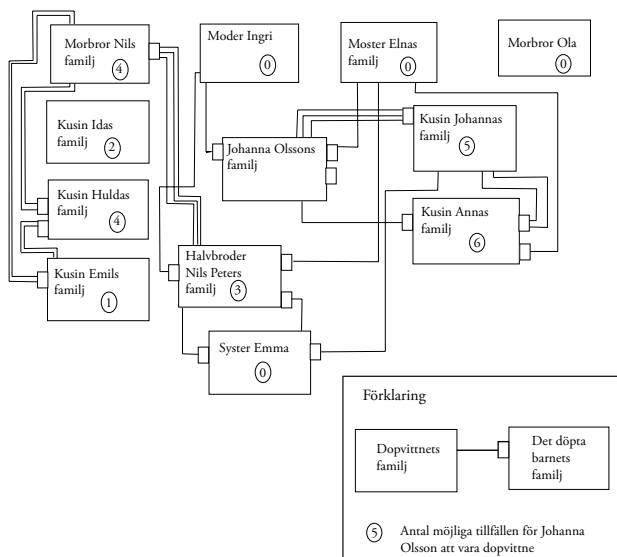 Morbror Nils
familj
4
Moder Ingri
0
Moster Elnas
familj
0
Morbror Ola
0
Kusin Idas
familj
2
Johanna Olssons
familj
Kusin Johannas
familj
5
Kusin Huldas
familj
4
Kusin Annas
familj
6
Kusin Emils
familj
1
Halvbroder
Nils Peters
familj
3
Syster Emma
0
Förklaring
Dopvittnets
familj
Det döpta
barnets
familj
5
Antal möjliga tillfällen för Johanna
Olsson att vara dopvittne